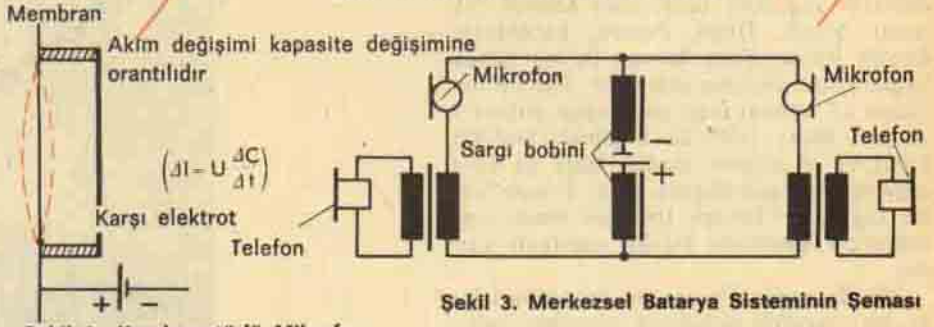 Membran
Akim değişimi kapasite değişimine
orantılıdır
(ΔI - U ΔC/Δt)
Karşı elektrot
+ -
Mikrofon
Sargı bobini
-
+
Mikrofon
Telefon
Telefon
Şekil 3. Merkezsel Batarya Sisteminin Şeması